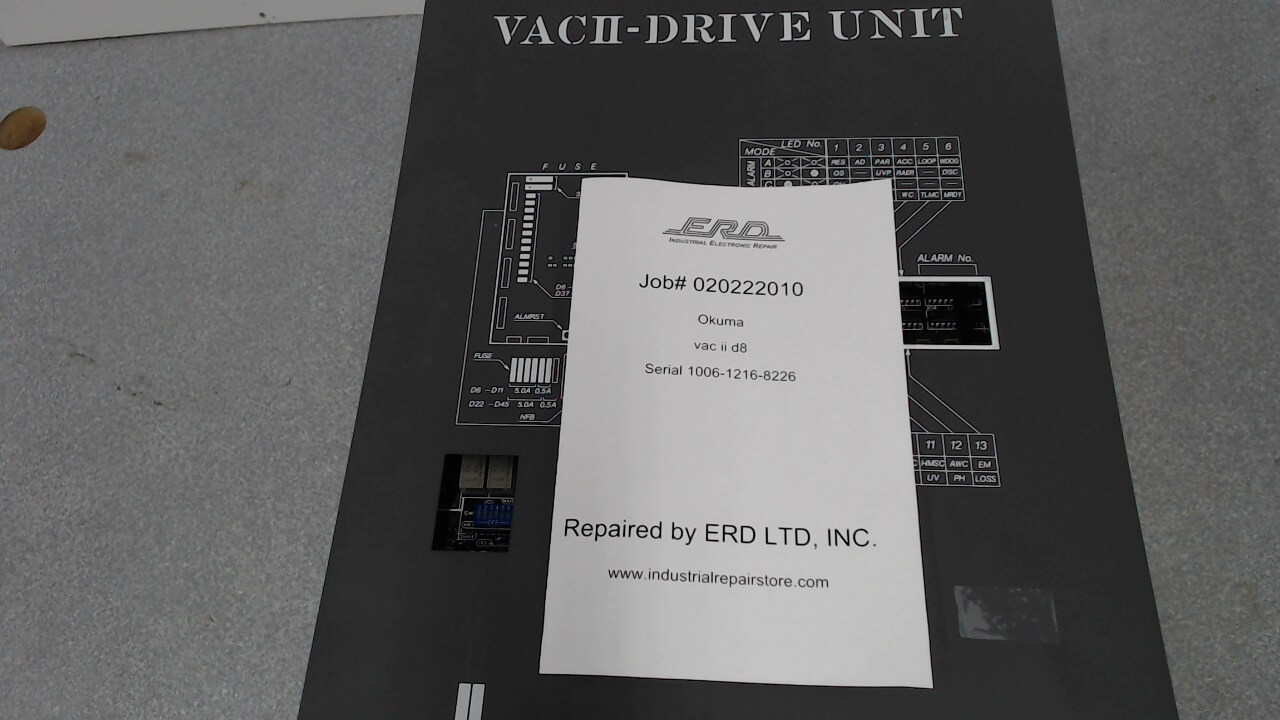 VACII-DRIVE UNIT
LED No.
MODE
1 2 3 4 5 6
ALARM
A RES AD PAR ACC LOOP WDOG
B OS — UVP RAER — DSC
C
WC TLMC MRDY
FUSE
ALARM No.
D6-
D37
ALMRST
FUSE
D6 -D11 5.0A 0.5A
D22 -D45 5.0A 0.5A
NFB
ERD
INDUSTRIAL ELECTRONIC REPAIR
Job# 020222010
Okuma
vac ii d8
Serial 1006-1216-8226
Repaired by ERD LTD, INC.
www.industrialrepairstore.com
11 12 13
HMSC AWC EM
UV PH LOSS